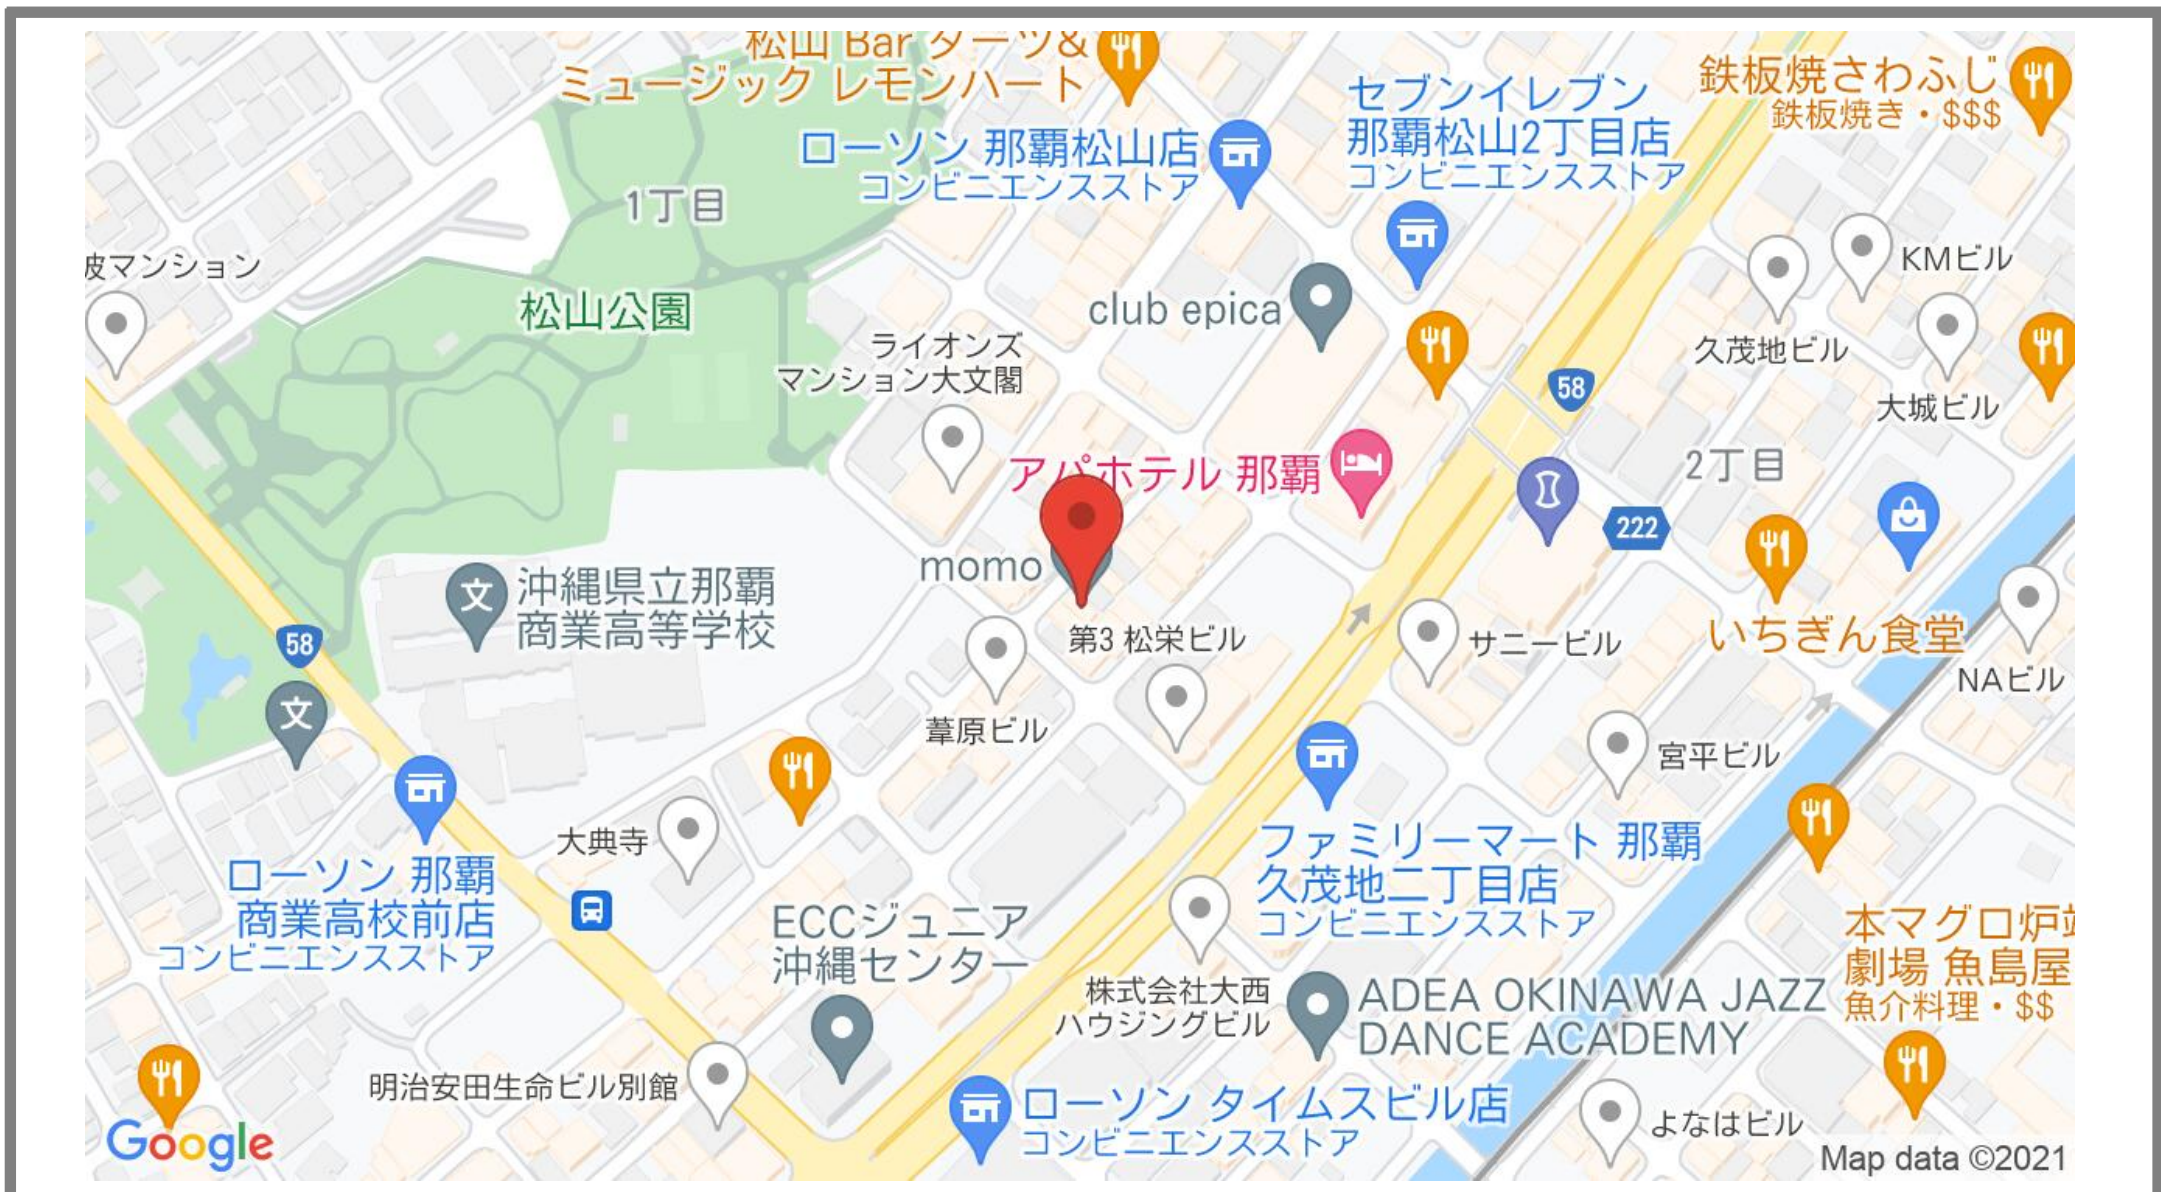 松山 Bar ダーツ&
ミュージック レモンハート
セブンイレブン
那覇松山2丁目店
コンビニエンスストア
鉄板焼さわふじ
鉄板焼き・$$$
ローソン 那覇松山店
コンビニエンスストア
1丁目
波マンション
松山公園
club epica
KMビル
ライオンズ
マンション大文閣
久茂地ビル
58
大城ビル
アパホテル 那覇
2丁目
222
momo
沖縄県立那覇
商業高等学校
文
58
第3 松栄ビル
サニービル
いちぎん食堂
NAビル
文
葦原ビル
宮平ビル
大典寺
ファミリーマート 那覇
久茂地二丁目店
コンビニエンスストア
ローソン 那覇
商業高校前店
コンビニエンスストア
ECCジュニア
沖縄センター
本マグロ炉
劇場 魚島屋
魚介料理・$$
株式会社大西
ハウジングビル
ADEA OKINAWA JAZZ
DANCE ACADEMY
明治安田生命ビル別館
ローソン タイムスビル店
コンビニエンスストア
よなはビル
Google
Map data ©2021